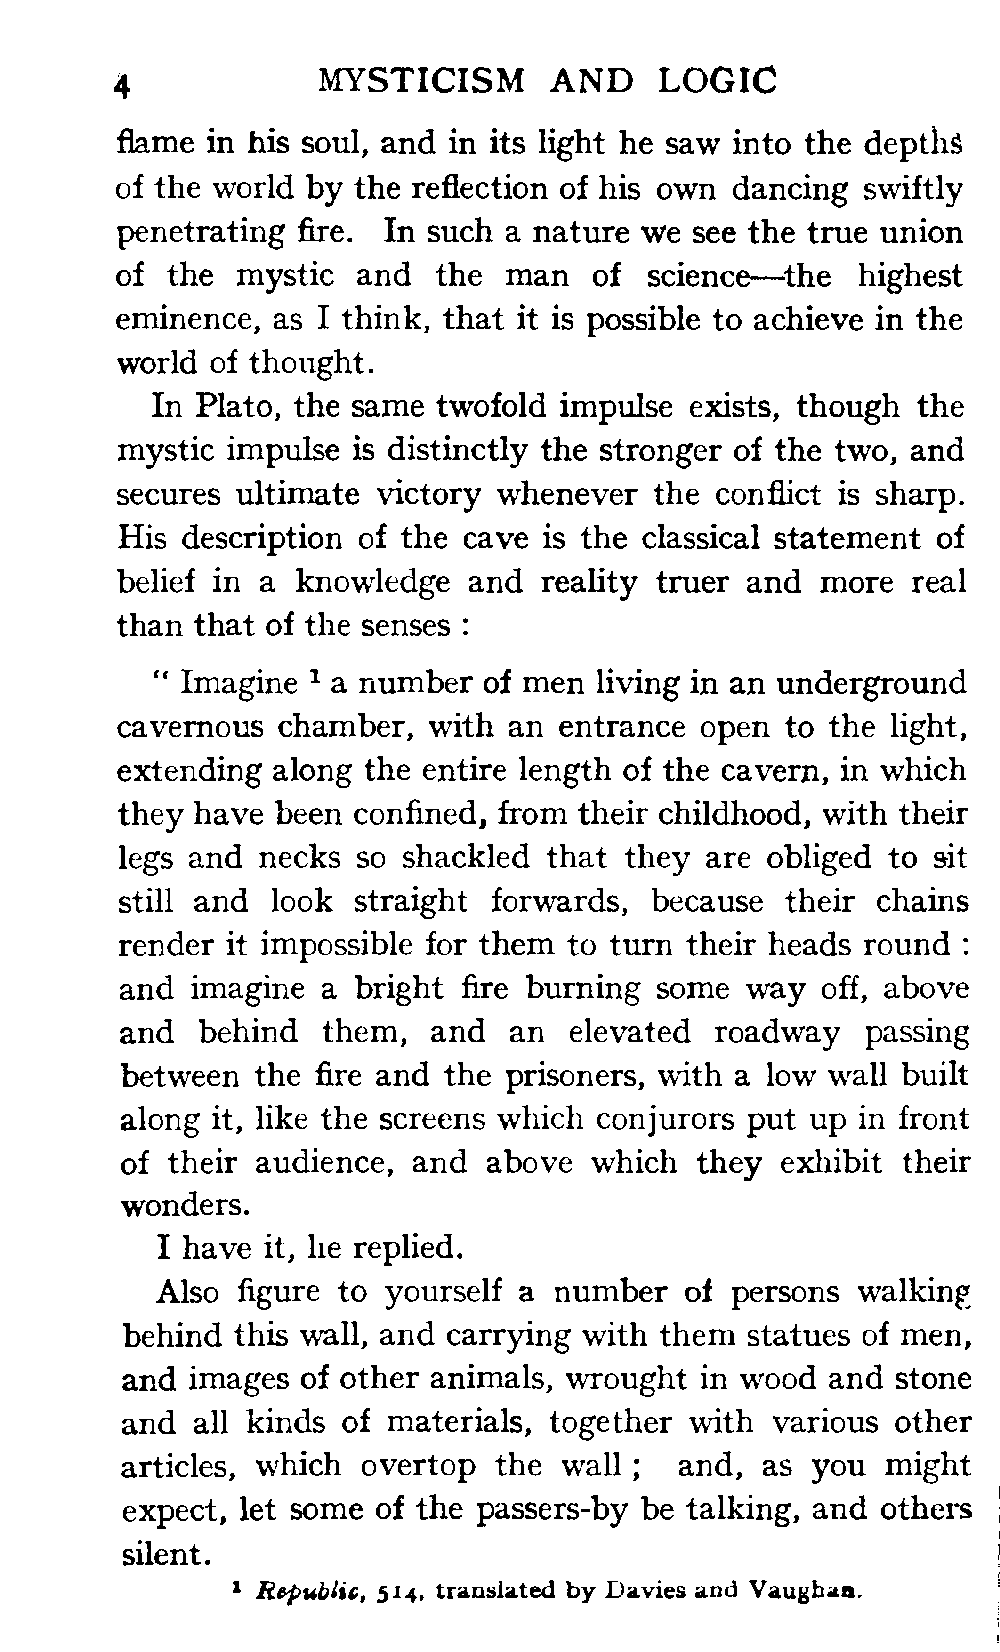 4 MYSTICISM AND LOGIC
flame in his soul, and in its light he saw into the depths
of the world by the reflection of his own dancing swiftly
penetrating fire. In such a nature we see the true union
of the mystic and the man of science—the highest
eminence, as I think, that it is possible to achieve in the
world of thought.
In Plato, the same twofold impulse exists, though the
mystic impulse is distinctly the stronger of the two, and
secures ultimate victory whenever the conflict is sharp.
His description of the cave is the classical statement of
belief in a knowledge and reality truer and more real
than that of the senses :
“ Imagine ¹ a number of men living in an underground
cavernous chamber, with an entrance open to the light,
extending along the entire length of the cavern, in which
they have been confined, from their childhood, with their
legs and necks so shackled that they are obliged to sit
still and look straight forwards, because their chains
render it impossible for them to turn their heads round :
and imagine a bright fire burning some way off, above
and behind them, and an elevated roadway passing
between the fire and the prisoners, with a low wall built
along it, like the screens which conjurors put up in front
of their audience, and above which they exhibit their
wonders.
I have it, he replied.
Also figure to yourself a number of persons walking
behind this wall, and carrying with them statues of men,
and images of other animals, wrought in wood and stone
and all kinds of materials, together with various other
articles, which overtop the wall ; and, as you might
expect, let some of the passers-by be talking, and others
silent.
¹ Republic, 514, translated by Davies and Vaughan.